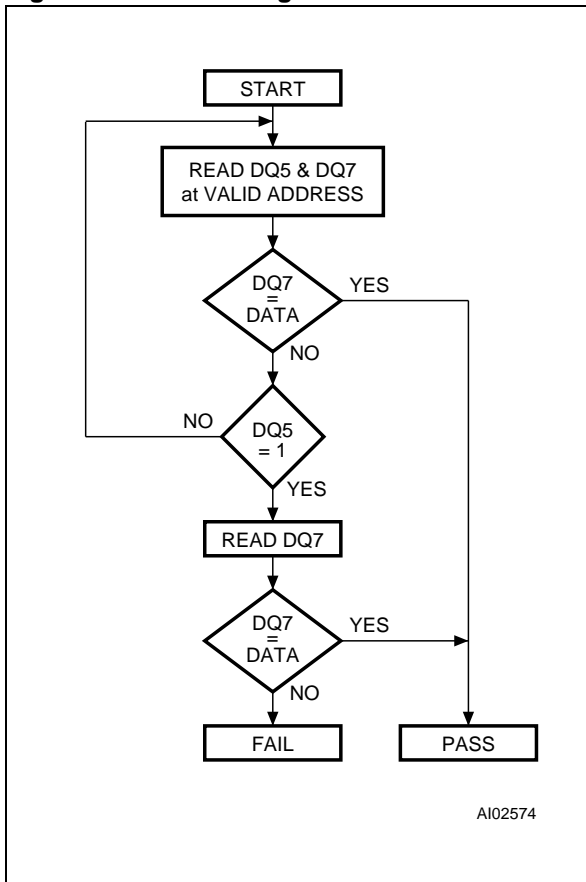 START
READ DQ5 & DQ7
at VALID ADDRESS
DQ7
=
DATA
YES
NO
NO
DQ5
= 1
YES
READ DQ7
DQ7
=
DATA
YES
NO
FAIL
PASS
AI02574